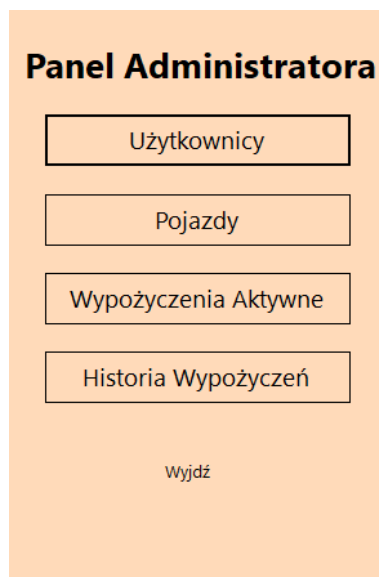 Panel Administratora
Użytkownicy
Pojazdy
Wypożyczenia Aktywne
Historia Wypożyczeń
Wyjdź